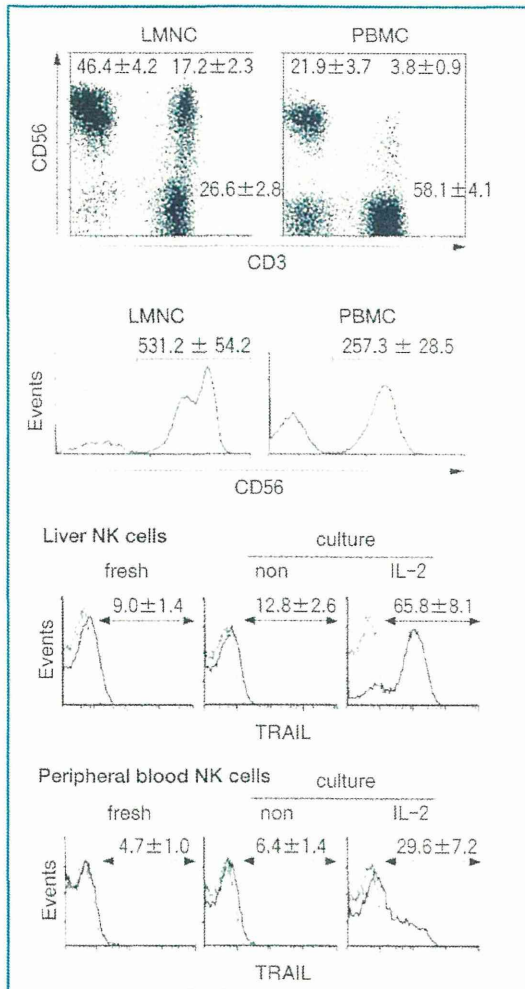 LMNC PBMC
46.4±4.2 17.2±2.3 21.9±3.7 3.8±0.9
CD56
26.6±2.8 58.1±4.1
CD3
LMNC PBMC
531.2 ± 54.2 257.3 ± 28.5
Events
CD56
Liver NK cells culture
fresh non IL-2
9.0±1.4 12.8±2.6 65.8±8.1
Events
TRAIL
Peripheral blood NK cells culture
fresh non IL-2
4.7±1.0 6.4±1.4 29.6±7.2
Events
TRAIL